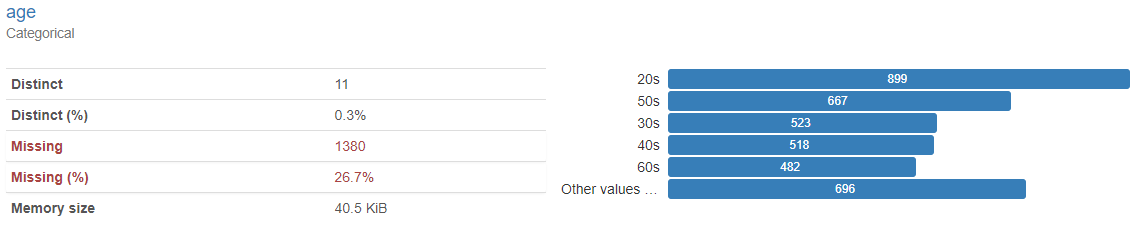 age
Categorical
Distinct 11
Distinct (%) 0.3%
Missing 1380
Missing (%) 26.7%
Memory size 40.5 KiB
20s 899
50s 667
30s 523
40s 518
60s 482
Other values … 696